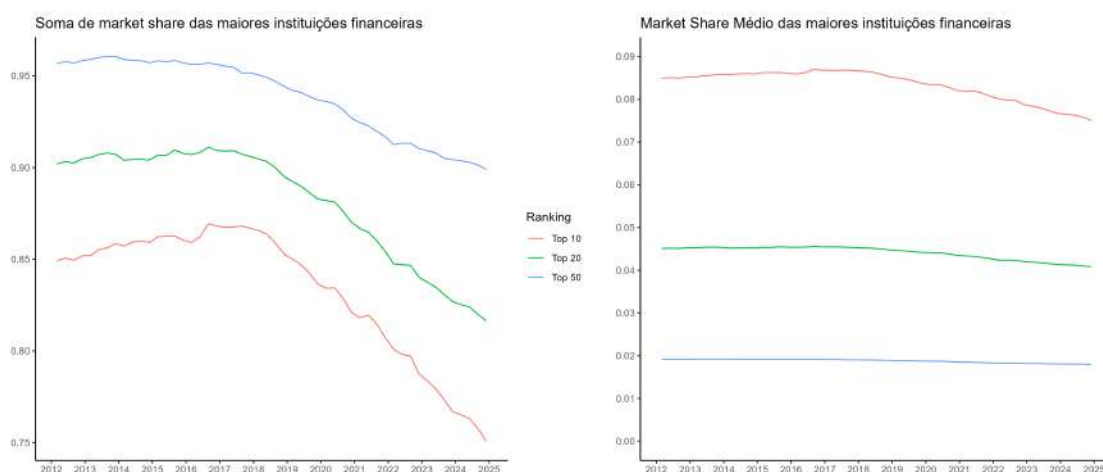 Soma de market share das maiores instituições financeiras
0.95
0.90
0.85
0.80
0.75
2012 2013 2014 2015 2016 2017 2018 2019 2020 2021 2022 2023 2024 2025
Ranking
Top 10
Top 20
Top 50
Market Share Médio das maiores instituições financeiras
0.09
0.08
0.07
0.06
0.05
0.04
0.03
0.02
0.01
0.00
2012 2013 2014 2015 2016 2017 2018 2019 2020 2021 2022 2023 2024 2025